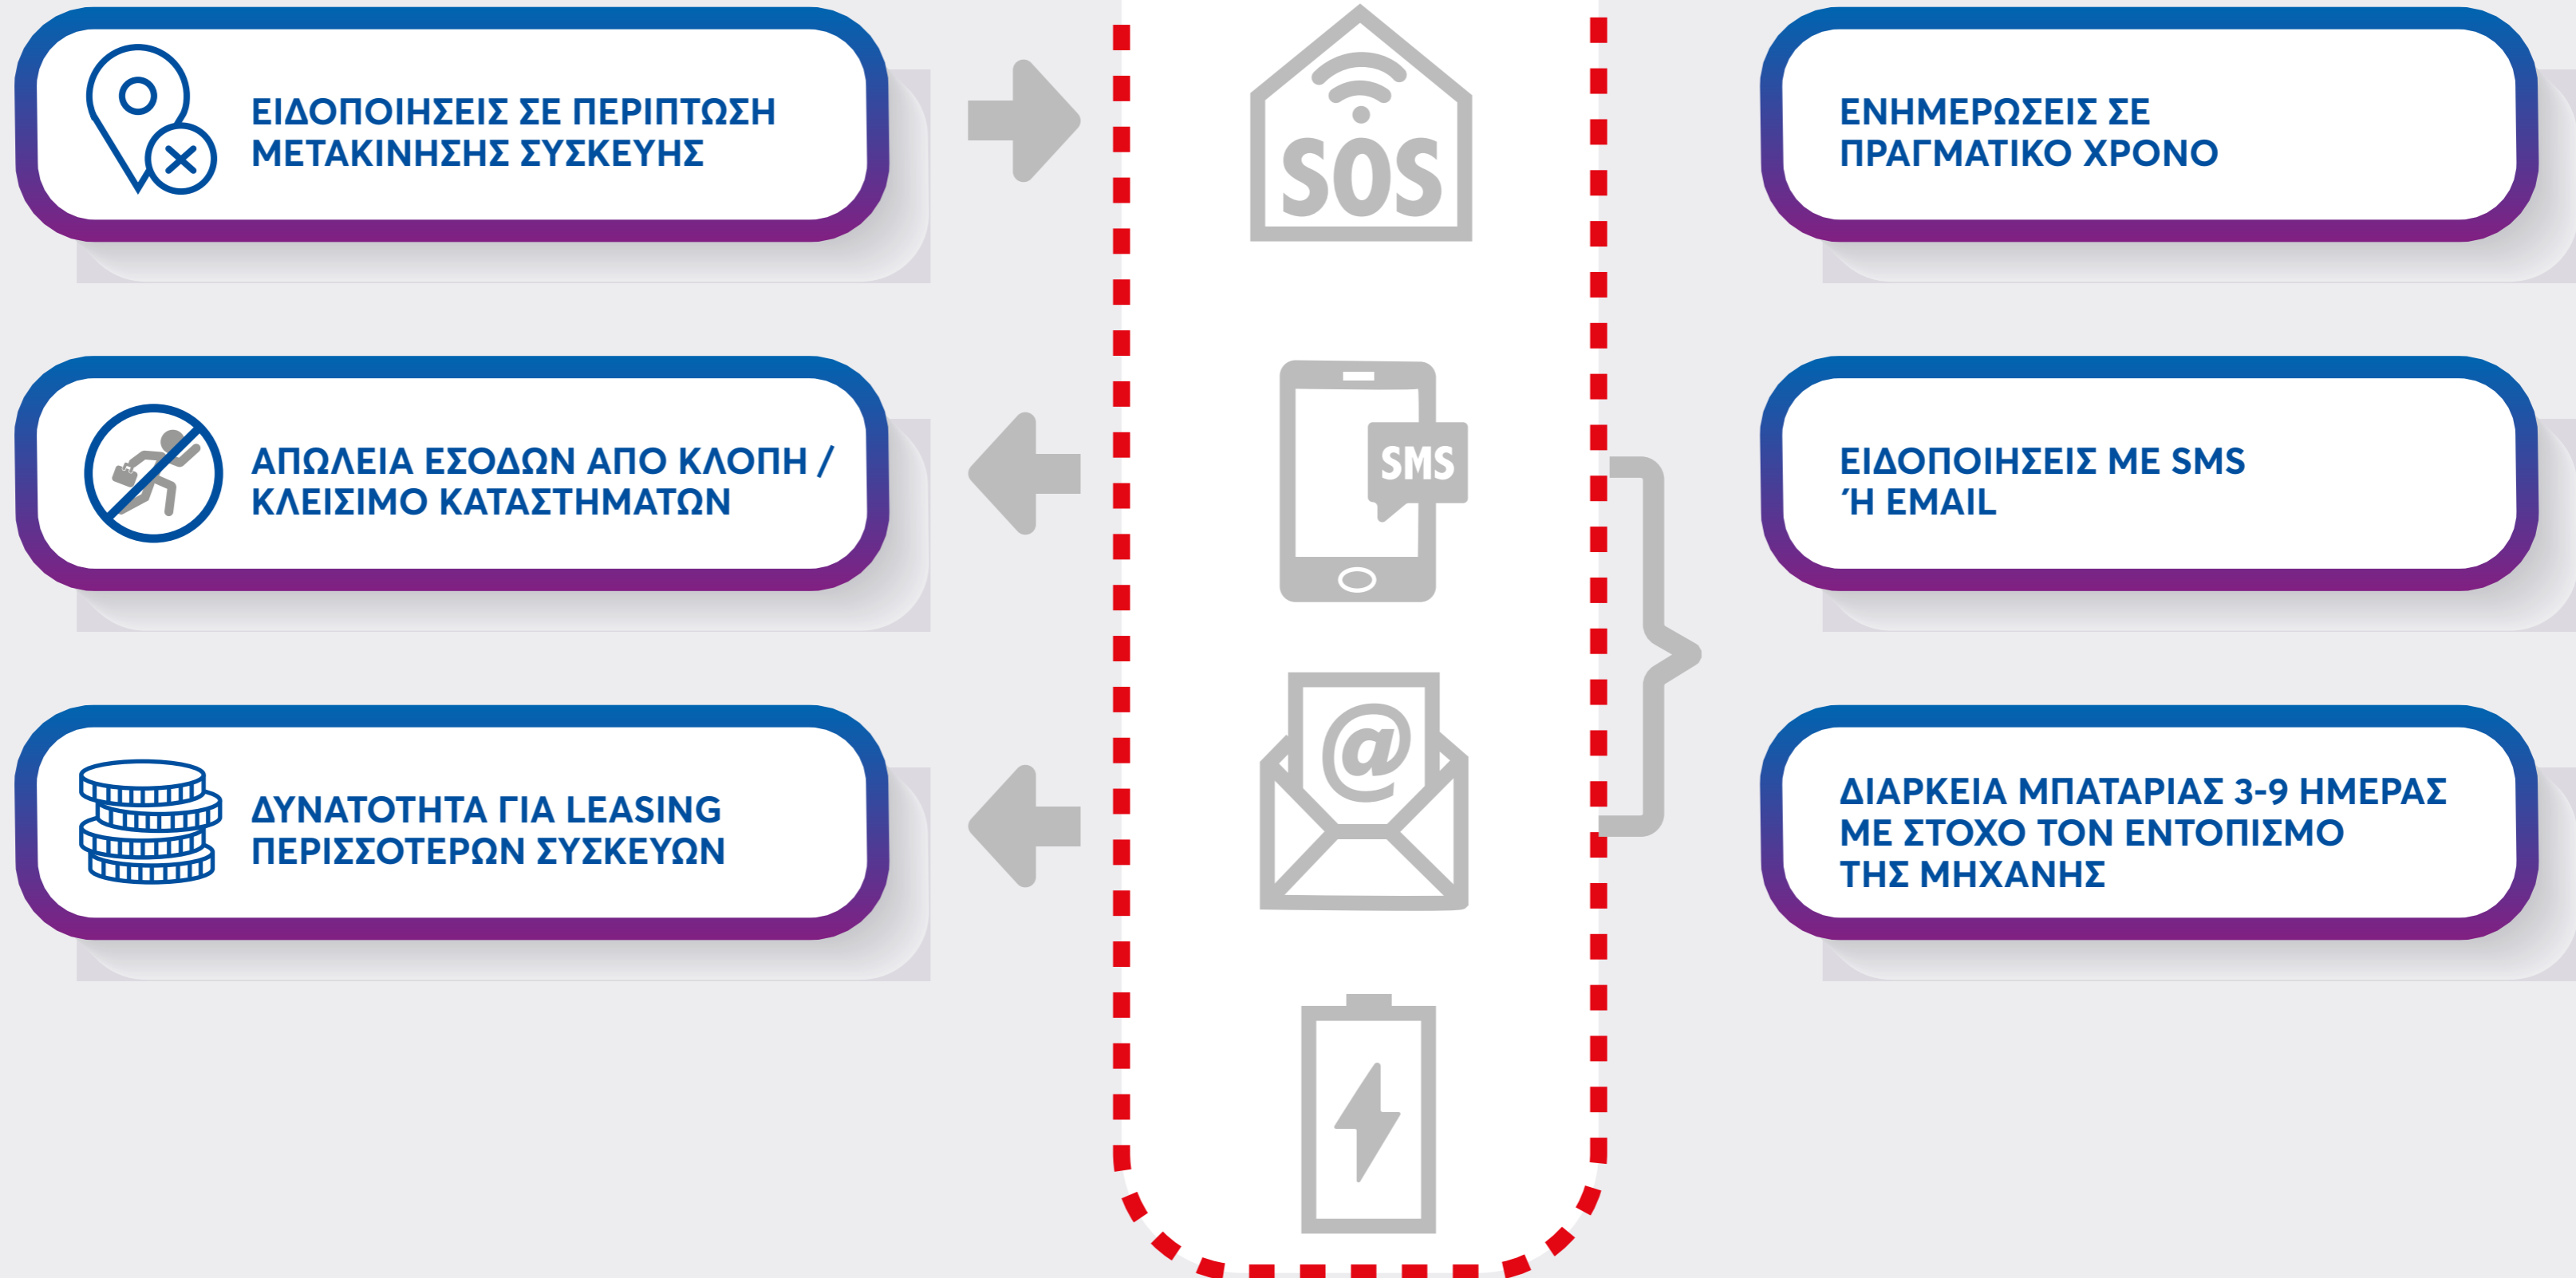 ΕΙΔΟΠΟΙΗΣΕΙΣ ΣΕ ΠΕΡΙΠΤΩΣΗ
ΜΕΤΑΚΙΝΗΣΗΣ ΣΥΣΚΕΥΗΣ
ΑΠΩΛΕΙΑ ΕΣΟΔΩΝ ΑΠΟ ΚΛΟΠΗ /
ΚΛΕΙΣΙΜΟ ΚΑΤΑΣΤΗΜΑΤΩΝ
ΔΥΝΑΤΟΤΗΤΑ ΓΙΑ LEASING
ΠΕΡΙΣΣΟΤΕΡΩΝ ΣΥΣΚΕΥΩΝ
SOS
SMS
@
ΕΝΗΜΕΡΩΣΕΙΣ ΣΕ
ΠΡΑΓΜΑΤΙΚΟ ΧΡΟΝΟ
ΕΙΔΟΠΟΙΗΣΕΙΣ ΜΕ SMS
Ή EMAIL
ΔΙΑΡΚΕΙΑ ΜΠΑΤΑΡΙΑΣ 3-9 ΗΜΕΡΑΣ
ΜΕ ΣΤΟΧΟ ΤΟΝ ΕΝΤΟΠΙΣΜΟ
ΤΗΣ ΜΗΧΑΝΗΣ